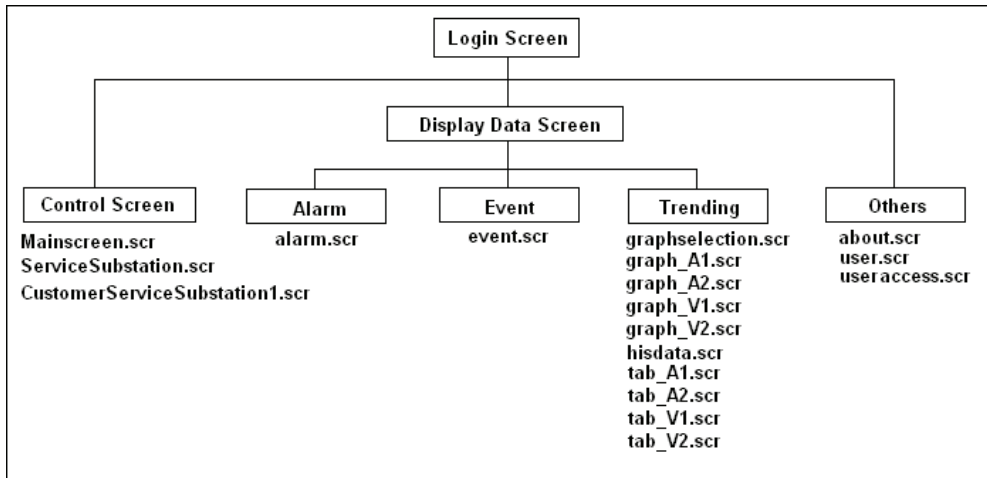 Login Screen
Display Data Screen
Control Screen
Mainscreen.scr
ServiceSubstation.scr
CustomerServiceSubstation1.scr
Alarm
alarm.scr
Event
event.scr
Trending
graphselection.scr
graph_A1.scr
graph_A2.scr
graph_V1.scr
graph_V2.scr
hisdata.scr
tab_A1.scr
tab_A2.scr
tab_V1.scr
tab_V2.scr
Others
about.scr
user.scr
useraccess.scr